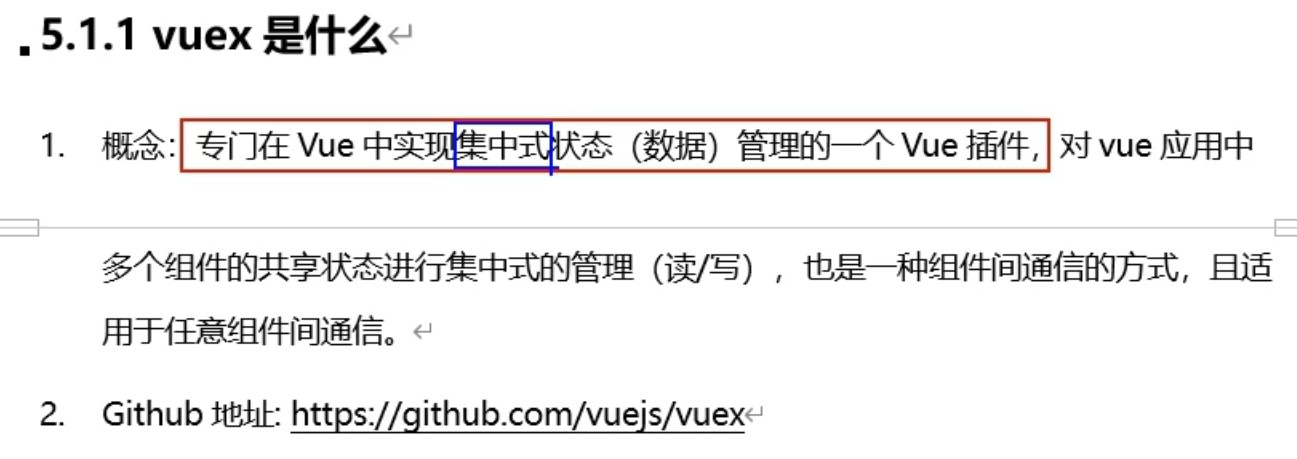 5.1.1 vuex 是什么
1. 概念：专门在 Vue 中实现集中式状态（数据）管理的一个 Vue 插件，对 vue 应用中
多个组件的共享状态进行集中式的管理（读/写），也是一种组件间通信的方式，且适
用于任意组件间通信。
2. Github 地址: https://github.com/vuejs/vuex